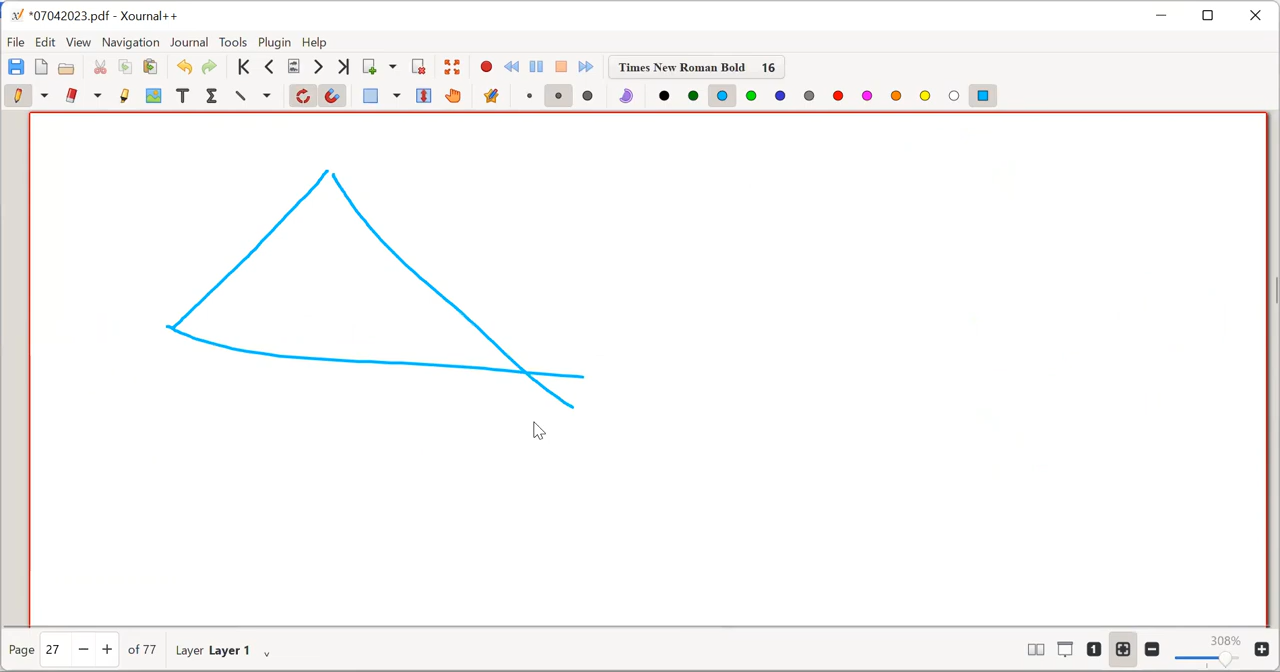 *07042023.pdf - Xournal++
File Edit View Navigation Journal Tools Plugin Help
Times New Roman Bold 16
Page 27 of 77 Layer Layer 1
1
308%